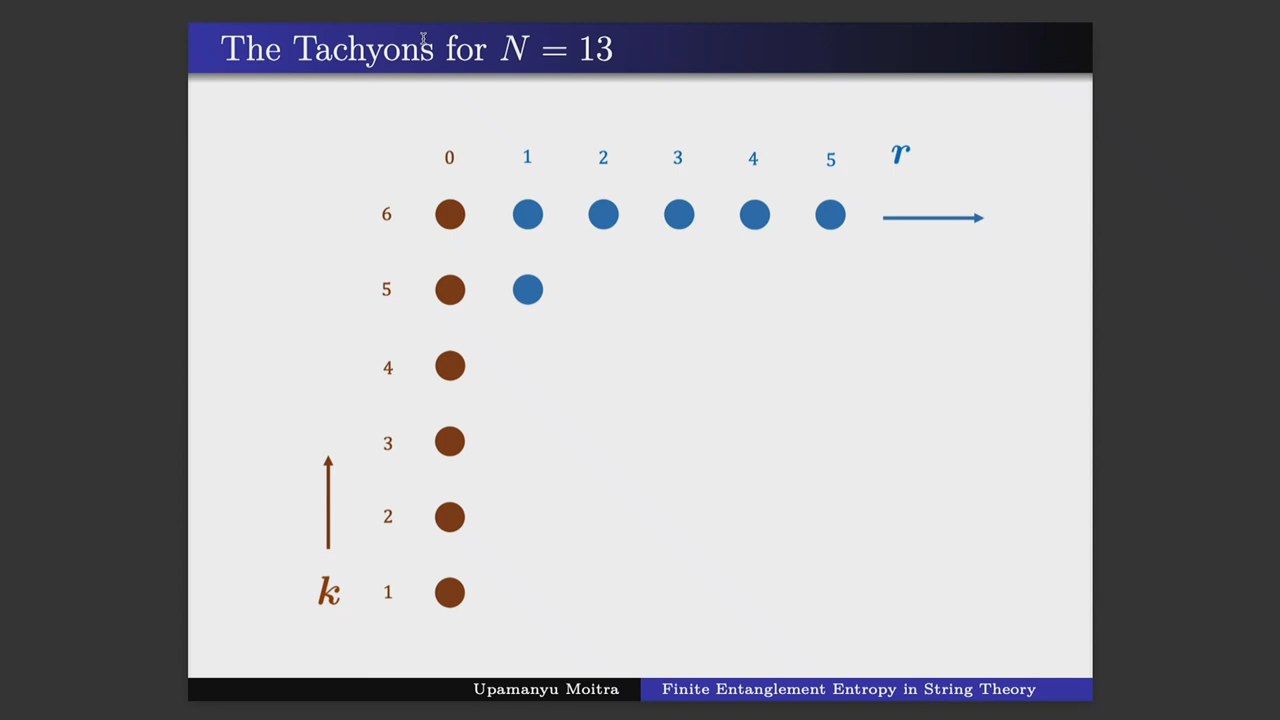 The Tachyons for N = 13
0 1 2 3 4 5 r
6
5
4
3
2
k 1
Upamanyu Moitra Finite Entanglement Entropy in String Theory